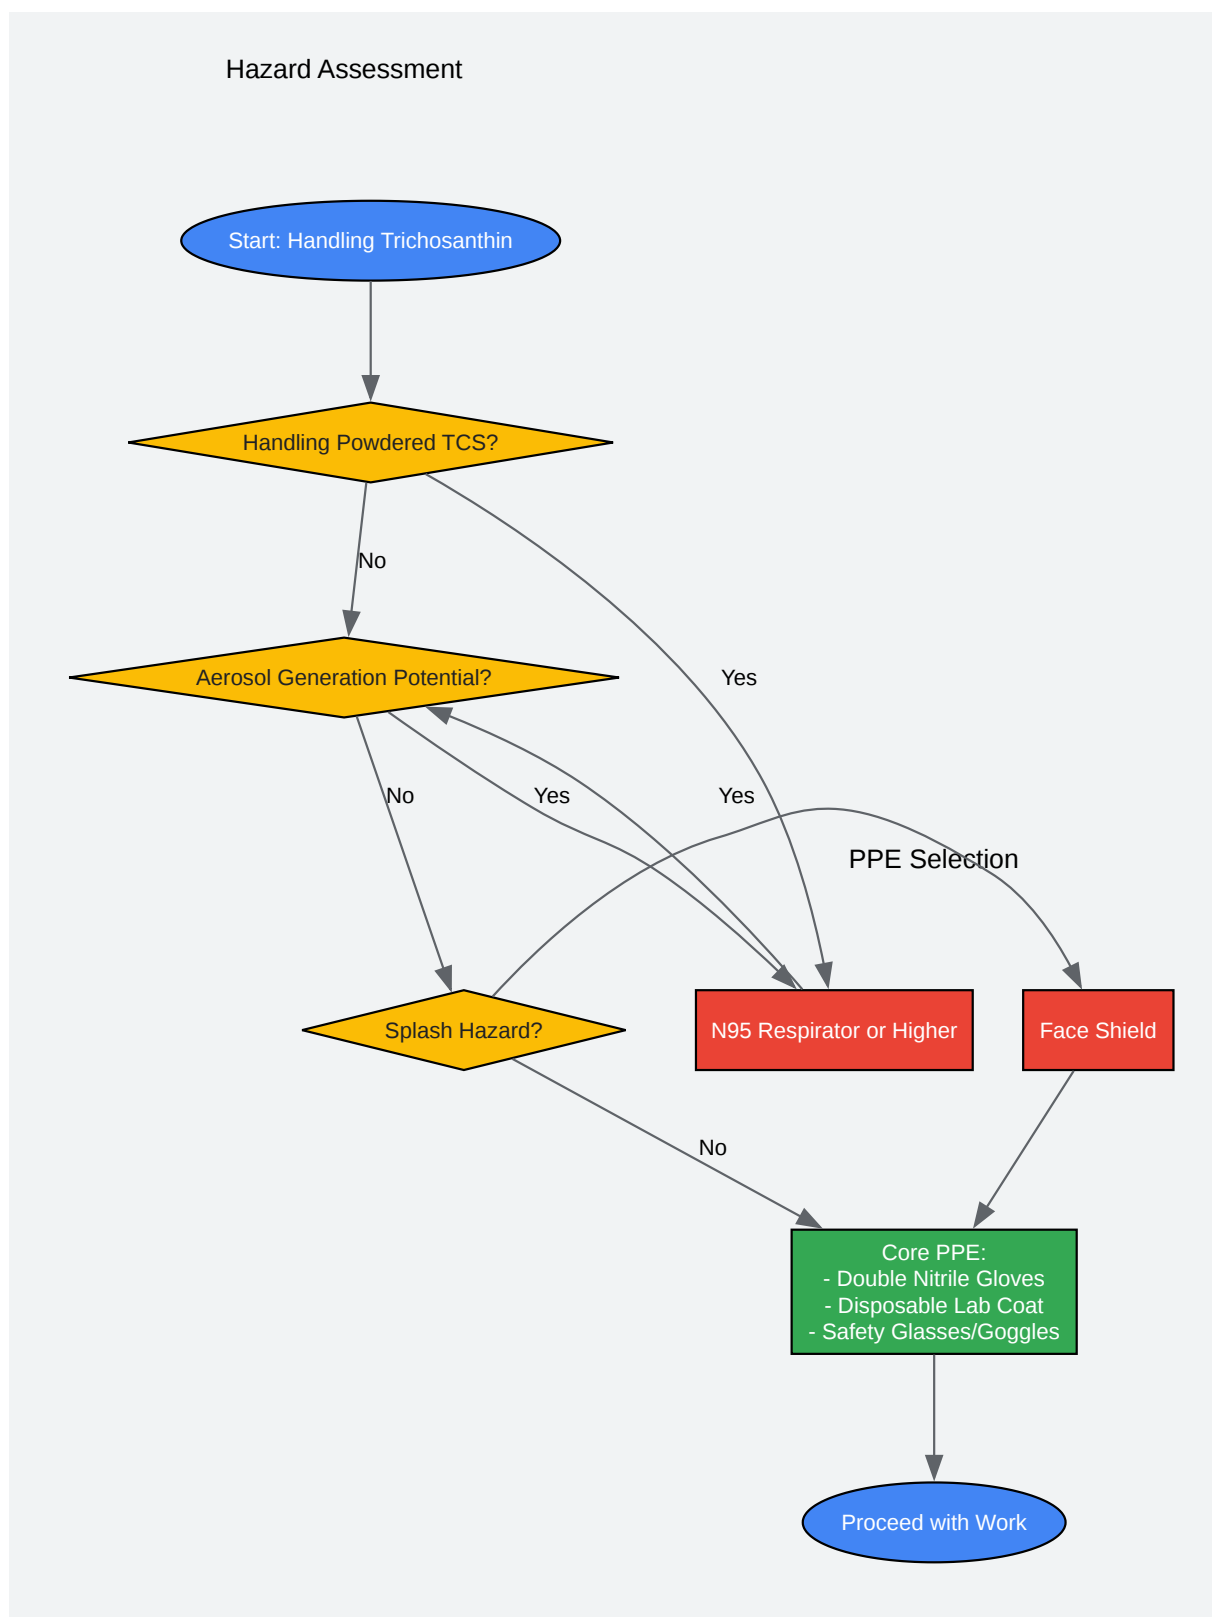 Hazard Assessment
Start: Handling Trichosanthin
Handling Powdered TCS?
No
Yes
Aerosol Generation Potential?
No
Yes
Yes
PPE Selection
Splash Hazard?
N95 Respirator or Higher
Face Shield
No
Core PPE:
- Double Nitrile Gloves
- Disposable Lab Coat
- Safety Glasses/Goggles
Proceed with Work